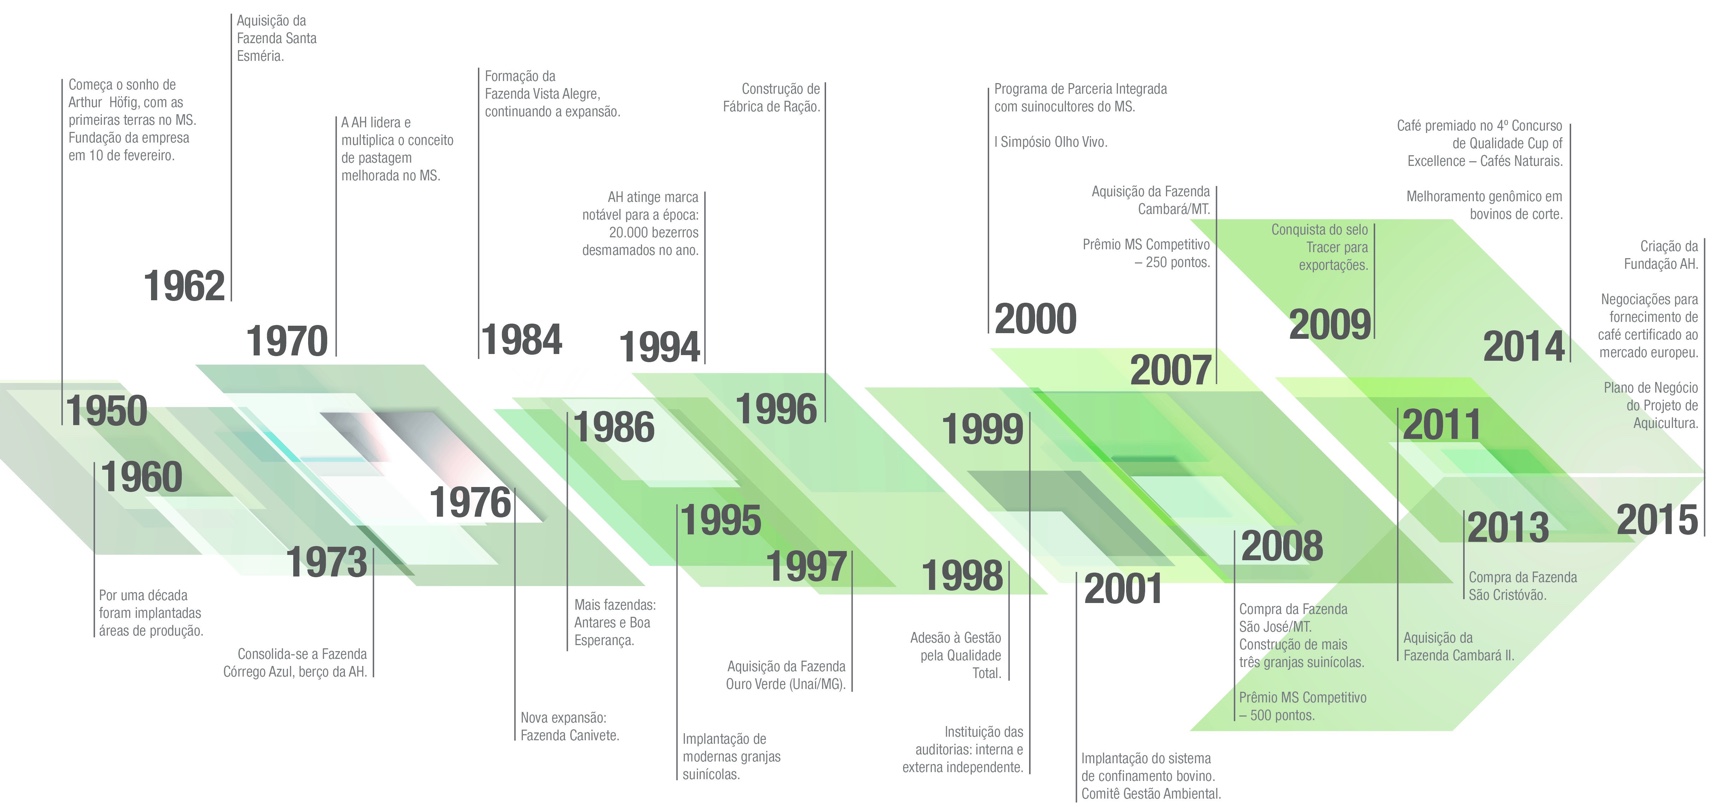 Começa o sonho de
Arthur Höfig, com as
primeiras terras no MS.
Fundação da empresa
em 10 de fevereiro.
1950
1960
Por uma década
foram implantadas
áreas de produção.
Aquisição da
Fazenda Santa
Esméria.
1962
A AH lidera e
multiplica o conceito
de pastagem
melhorada no MS.
1970
1973
Consolida-se a Fazenda
Córrego Azul, berço da AH.
1976
Nova expansão:
Fazenda Canivete.
Formação da
Fazenda Vista Alegre,
continuando a expansão.
1984
1986
Mais fazendas:
Antares e Boa
Esperança.
AH atinge marca
notável para a época:
20.000 bezerros
desmamados no ano.
1994
1995
Implantação de
modernas granjas
suinícolas.
Construção de
Fábrica de Ração.
1996
1997
Aquisição da Fazenda
Ouro Verde (Unaí/MG).
1998
Adesão à Gestão
pela Qualidade
Total.
1999
Instituição das
auditorias: interna e
externa independente.
Programa de Parceria Integrada
com suinocultores do MS.
I Simpósio Olho Vivo.
2000
2001
Implantação do sistema
de confinamento bovino.
Comitê Gestão Ambiental.
Aquisição da Fazenda
Cambará/MT.
Prêmio MS Competitivo
– 250 pontos.
2007
2008
Compra da Fazenda
São José/MT.
Construção de mais
três granjas suinícolas.
Prêmio MS Competitivo
– 500 pontos.
Conquista do selo
Tracer para
exportações.
2009
2011
Aquisição da
Fazenda Cambará II.
2013
Compra da Fazenda
São Cristóvão.
Café premiado no 4º Concurso
de Qualidade Cup of
Excellence – Cafés Naturais.
Melhoramento genômico em
bovinos de corte.
2014
Criação da
Fundação AH.
Negociações para
fornecimento de
café certificado ao
mercado europeu.
Plano de Negócio
do Projeto de
Aquicultura.
2015